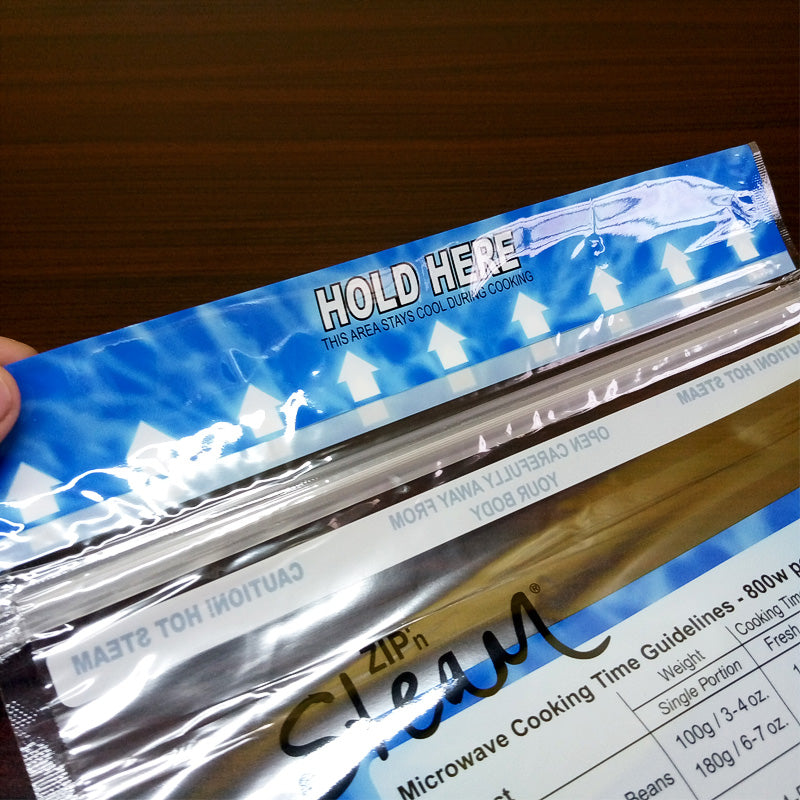 HOLD HERE
THIS AREA STAYS COOL DURING COOKING
CAUTION! HOT STEAM
OPEN CAREFULLY AWAY FROM
YOUR BODY
CAUTION! HOT STEAM
ZIP'n
Steam®
Microwave Cooking Time Guidelines - 800w
Weight
Cooking Time
Single Portion
Fresh
100g / 3-4 oz.
180g / 6-7 oz.
Beans